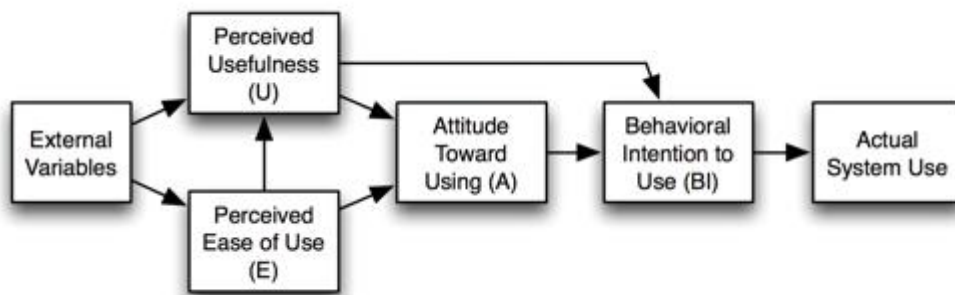 External
Variables
Perceived
Usefulness
(U)
Perceived
Ease of Use
(E)
Attitude
Toward
Using (A)
Behavioral
Intention to
Use (BI)
Actual
System Use